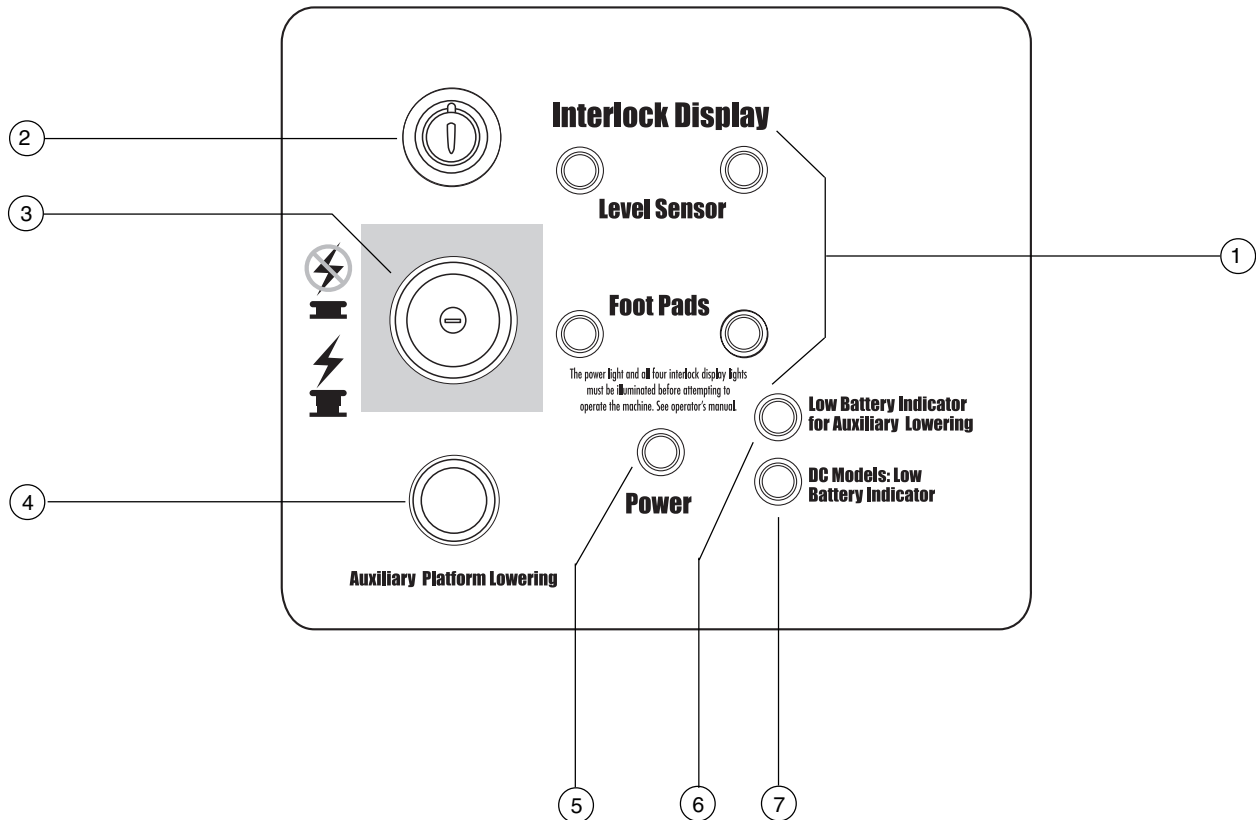 Interlock Display
2
Level Sensor
3
1
Foot Pads
The power light and all four interlock display lights
must be illuminated before attempting to
operate the machine. See operator's manual.
Low Battery Indicator
for Auxiliary Lowering
DC Models: Low
Battery Indicator
4
Power
Auxiliary Platform Lowering
5
6
7